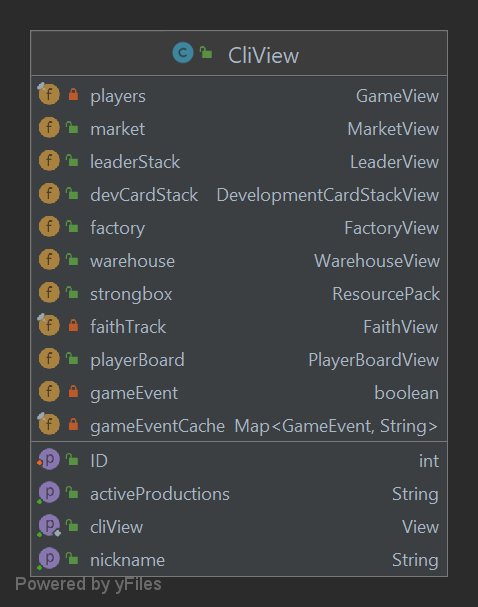 C CliView
f players GameView
f market MarketView
f leaderStack LeaderView
f devCardStack DevelopmentCardStackView
f factory FactoryView
f warehouse WarehouseView
f strongbox ResourcePack
f faithTrack FaithView
f playerBoard PlayerBoardView
f gameEvent boolean
f gameEventCache Map<GameEvent, String>
p ID int
p activeProductions String
p cliView View
p nickname String
Powered by yFiles